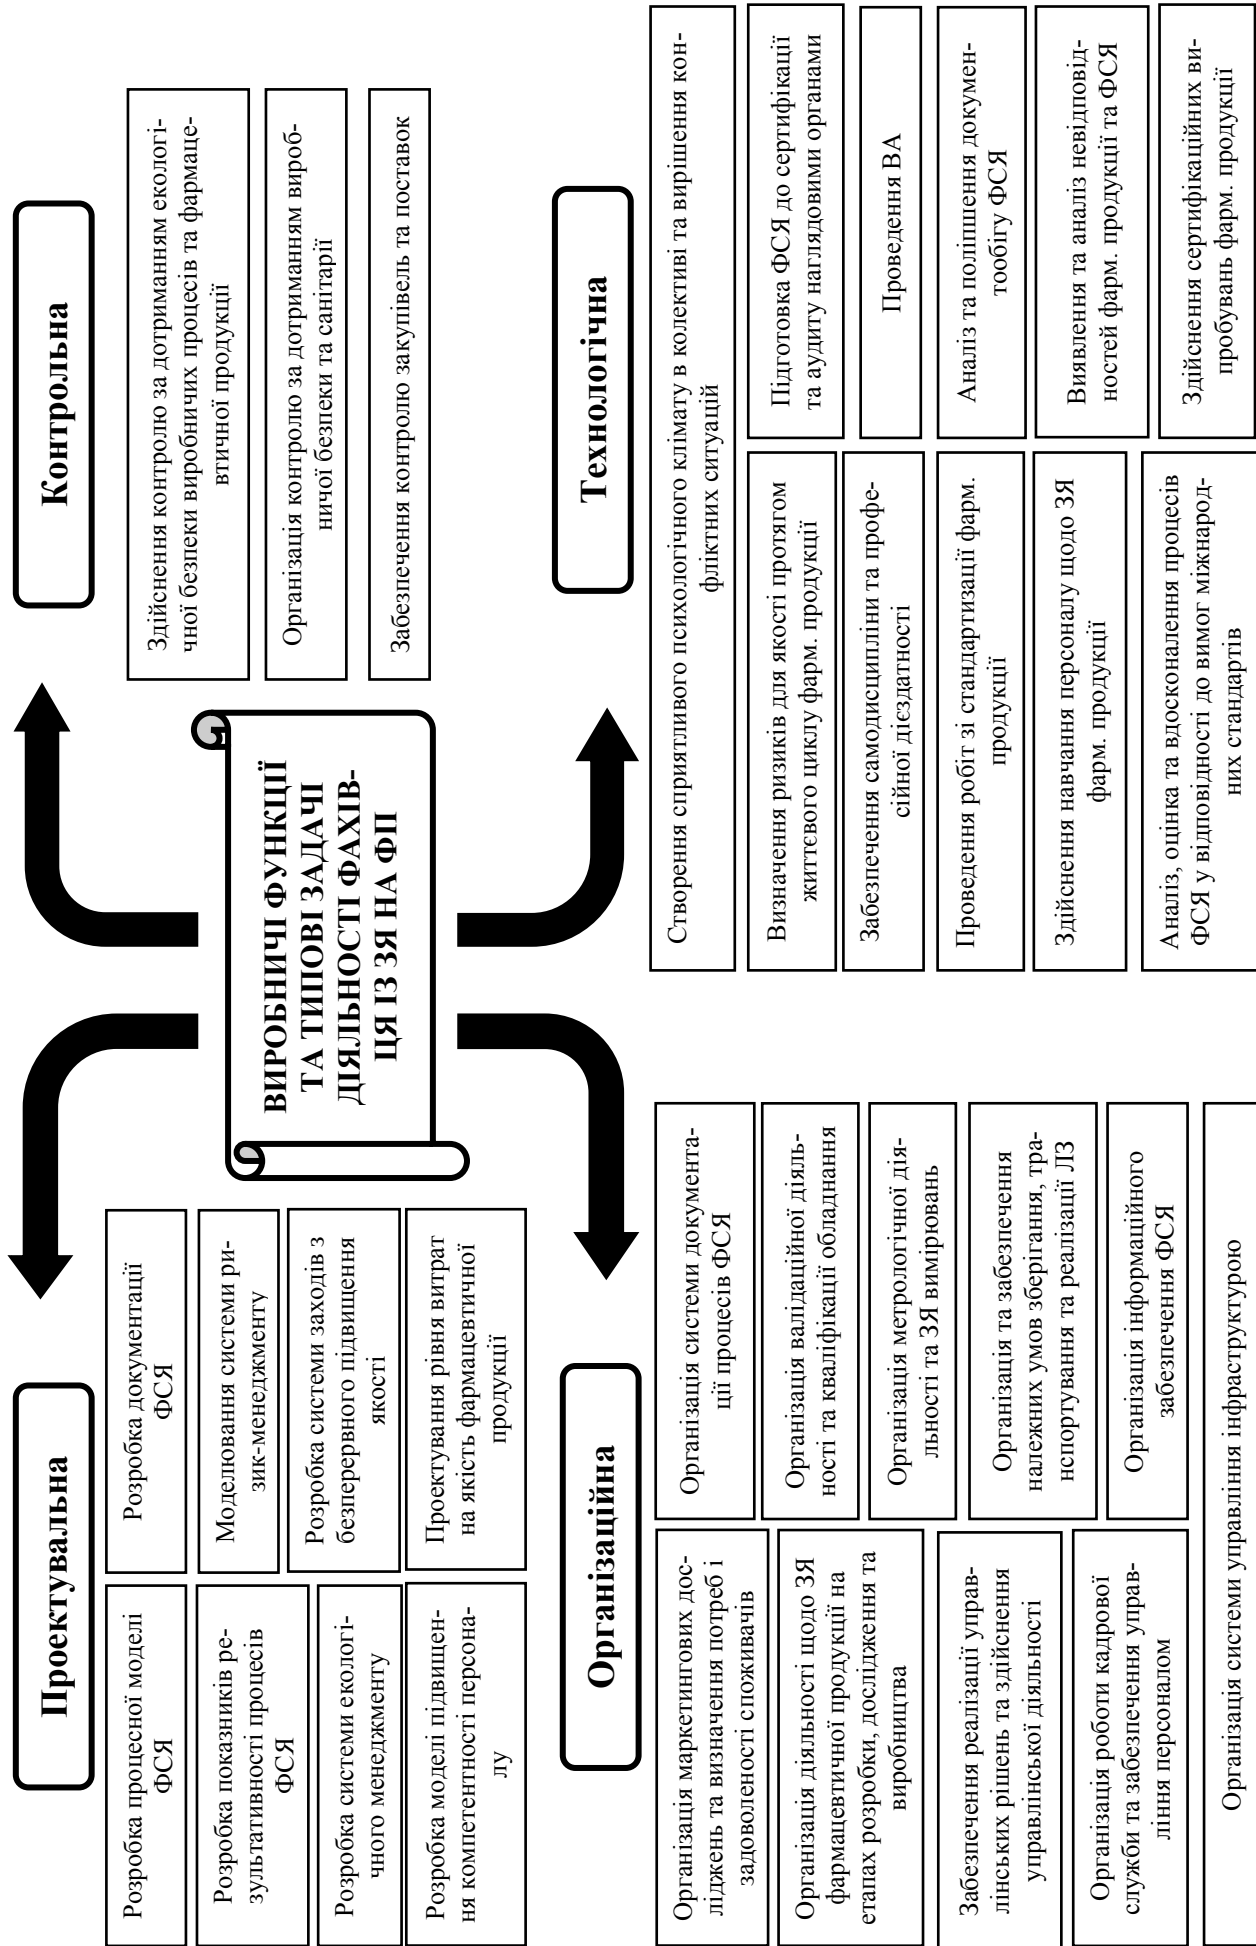 ВИРОБНИЧІ ФУНКЦІЇ
ТА ТИПОВІ ЗАДАЧІ
ДІЯЛЬНОСТІ ФАХІВ-
ЦЯ ІЗ ЗЯ НА ФП
Проектувальна
Розробка процесної моделі
ФСЯ
Розробка документації
ФСЯ
Розробка показників ре-
зультативності процесів
ФСЯ
Моделювання системи ри-
зик-менеджменту
Розробка системи екологі-
чного менеджменту
Розробка системи заходів з
безперервного підвищення
якості
Розробка моделі підвищен-
ня компетентності персона-
лу
Проектування рівня витрат
на якість фармацевтичної
продукції
Контрольна
Здійснення контролю за дотриманням екологі-
чної безпеки виробничих процесів та фармаце-
втичної продукції
Організація контролю за дотриманням вироб-
ничої безпеки та санітарії
Забезпечення контролю закупівель та поставок
Організаційна
Організація маркетингових дос-
ліджень та визначення потреб і
задоволеності споживачів
Організація системи документа-
ції процесів ФСЯ
Організація діяльності щодо ЗЯ
фармацевтичної продукції на
етапах розробки, дослідження та
виробництва
Організація валідаційної діяль-
ності та кваліфікації обладнання
Організація метрологічної дія-
льності та ЗЯ вимірювань
Забезпечення реалізації управ-
лінських рішень та здійснення
управлінської діяльності
Організація та забезпечення
належних умов зберігання, тра-
нспортування та реалізації ЛЗ
Організація роботи кадрової
служби та забезпечення управ-
ління персоналом
Організація інформаційного
забезпечення ФСЯ
Організація системи управління інфраструктурою
Технологічна
Створення сприятливого психологічного клімату в колективі та вирішення кон-
фліктних ситуацій
Визначення ризиків для якості протягом
життєвого циклу фарм. продукції
Підготовка ФСЯ до сертифікації
та аудиту наглядовими органами
Забезпечення самодисципліни та профе-
сійної дієздатності
Проведення ВА
Проведення робіт зі стандартизації фарм.
продукції
Аналіз та поліпшення докумен-
тообігу ФСЯ
Здійснення навчання персоналу щодо ЗЯ
фарм. продукції
Виявлення та аналіз невідповід-
ностей фарм. продукції та ФСЯ
Аналіз, оцінка та вдосконалення процесів
ФСЯ у відповідності до вимог міжнарод-
них стандартів
Здійснення сертифікаційних ви-
пробувань фарм. продукції